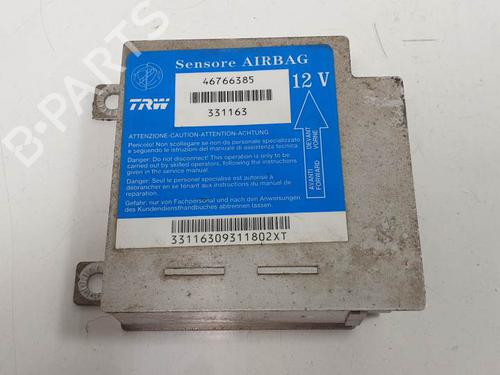 Sensore AIRBAG
46766385
12 V
TRW
331163
ATTENZIONE-CAUTION-ATTENTION-ACHTUNG
Pericolo! Non scollegare se non da personale specializzato
e seguendo le istruzioni del manuale di assistenza tecnica
Danger: Do not disconnect! This operation is only to be
carried out by skilled operators, following the instructions
given in the service manual.
Danger: Seul le personel specialisé est autorisé à
débrancher en se tenant aux instructions du manuel de
reparation.
Gefahr: nur von Fachpersonal und nach den Anweisungen
des Kundendiensthandbuches abtrennen lassen.
AVANTI
FORWARD
DEVANT
VORNE
33116309311802XT
B-PARTS